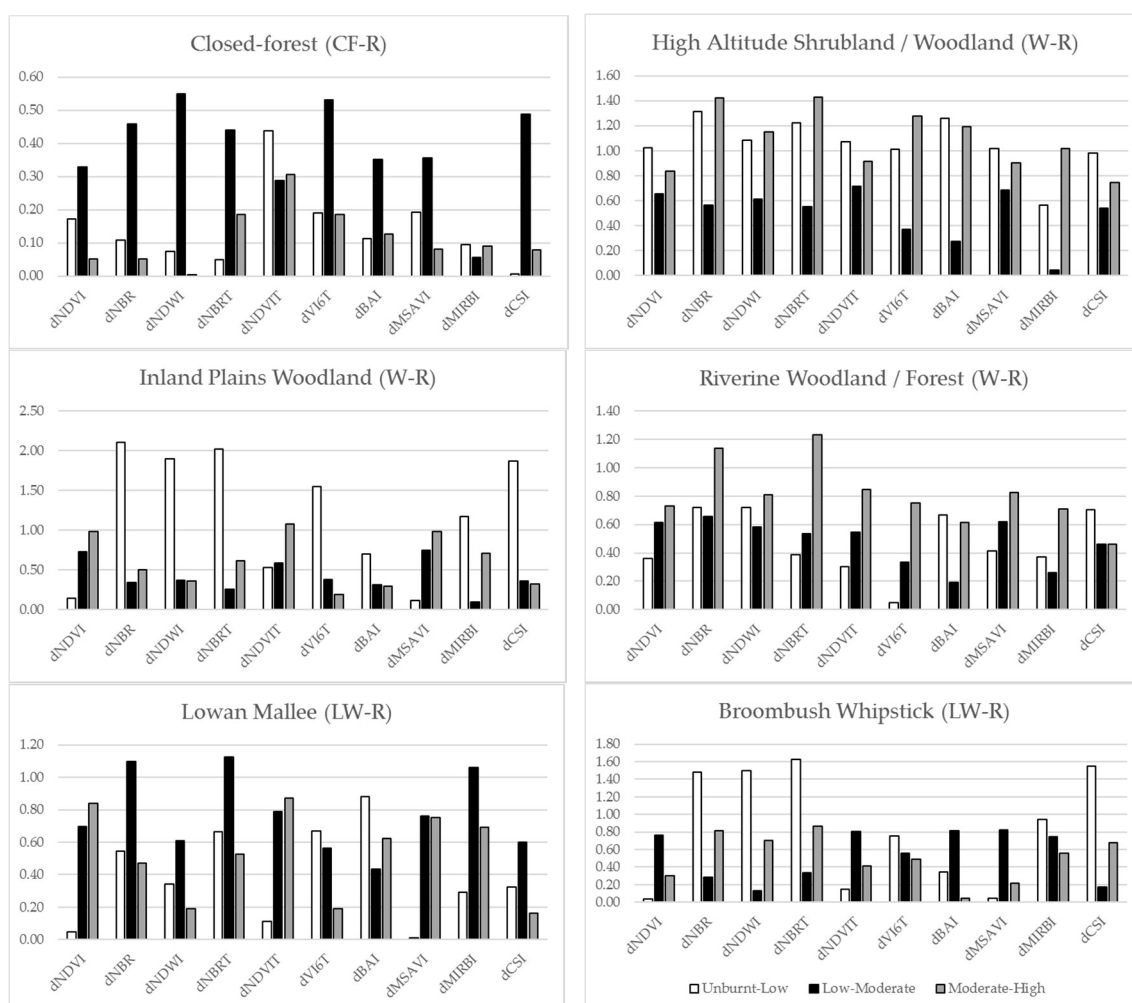 Closed-forest (CF-R)
0.60
0.50
0.40
0.30
0.20
0.10
0.00
dNDVI
dNBR
dNDWI
dNBRT
dNDVIT
dVI6T
dBAI
dMSAVI
dMIRBI
dCSI
High Altitude Shrubland / Woodland (W-R)
1.60
1.40
1.20
1.00
0.80
0.60
0.40
0.20
0.00
dNDVI
dNBR
dNDWI
dNBRT
dNDVIT
dVI6T
dBAI
dMSAVI
dMIRBI
dCSI
Inland Plains Woodland (W-R)
2.50
2.00
1.50
1.00
0.50
0.00
dNDVI
dNBR
dNDWI
dNBRT
dNDVIT
dVI6T
dBAI
dMSAVI
dMIRBI
dCSI
Riverine Woodland / Forest (W-R)
1.40
1.20
1.00
0.80
0.60
0.40
0.20
0.00
dNDVI
dNBR
dNDWI
dNBRT
dNDVIT
dVI6T
dBAI
dMSAVI
dMIRBI
dCSI
Lowan Mallee (LW-R)
1.20
1.00
0.80
0.60
0.40
0.20
0.00
dNDVI
dNBR
dNDWI
dNBRT
dNDVIT
dVI6T
dBAI
dMSAVI
dMIRBI
dCSI
Broombush Whipstick (LW-R)
1.80
1.60
1.40
1.20
1.00
0.80
0.60
0.40
0.20
0.00
dNDVI
dNBR
dNDWI
dNBRT
dNDVIT
dVI6T
dBAI
dMSAVI
dMIRBI
dCSI
Unburnt-Low Low-Moderate Moderate-High